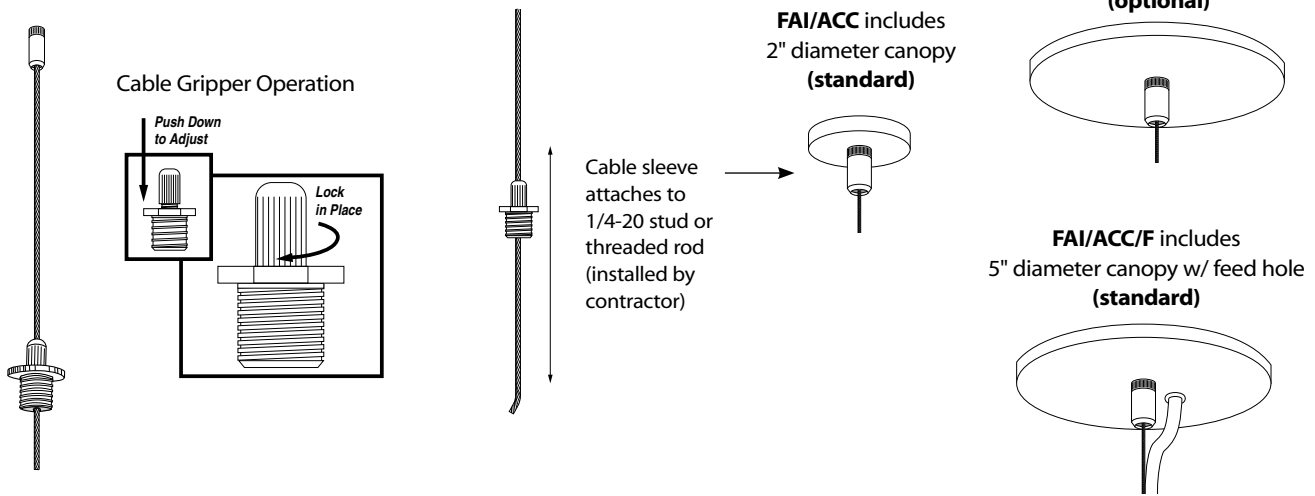 Cable Gripper Operation
Push Down
to Adjust
Lock
in Place
Cable sleeve
attaches to
1/4-20 stud or
threaded rod
(installed by
contractor)
FAI/ACC includes
2" diameter canopy
(standard)
(optional)
FAI/ACC/F includes
5" diameter canopy w/ feed hole
(standard)